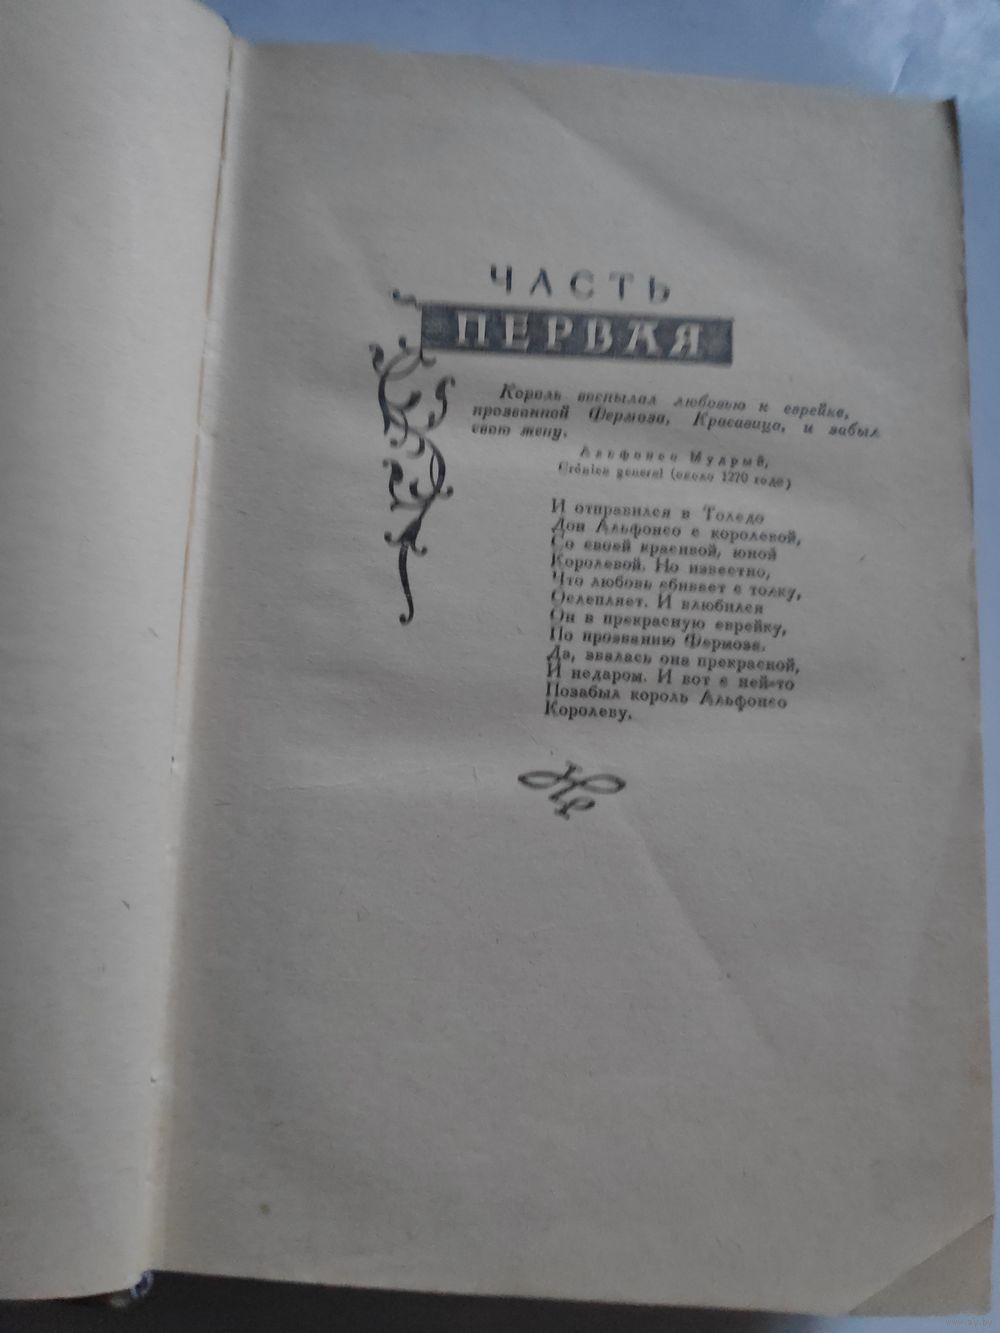 ЧАСТЬ
ПЕРВАЯ
Король воспылал любовью к еврейке,
прозванной Фермоза, Красавица, и забыл
свою жену.
Альфонсо Мудрый,
Crónica general (около 1270 года)
И отправился в Толедо
Дон Альфонсо с королевой,
Со своей красивой, юной
Королевой. Но известно,
Что любовь сбивает с толку,
Ослепляет. И влюбился
Он в прекрасную еврейку,
По прозванию Фермоза.
Да, звалась она прекрасной,
И недаром. И вот с ней-то
Позабыл король Альфонсо
Королеву.